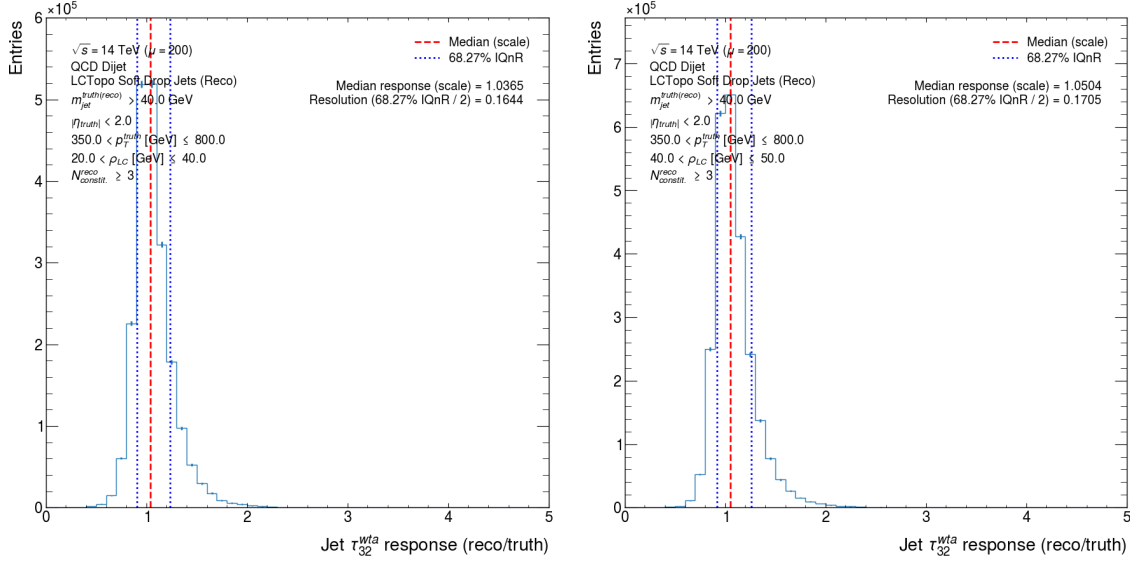 ×10⁵
Entries
6
5
4
3
2
1
0
0 1 2 3 4 5
√s = 14 TeV (μ = 200)
QCD Dijet
LCTopo Soft Drop Jets (Reco)
m_jet^truth(reco) > 40.0 GeV
|η_truth| < 2.0
350.0 < p_T^truth [GeV] ≤ 800.0
20.0 < ρ_LC [GeV] ≤ 40.0
N_constit.^reco ≥ 3
Median (scale)
68.27% IQnR
Median response (scale) = 1.0365
Resolution (68.27% IQnR / 2) = 0.1644
Jet τ_32^wta response (reco/truth)
×10⁵
Entries
7
6
5
4
3
2
1
0
0 1 2 3 4 5
√s = 14 TeV (μ = 200)
QCD Dijet
LCTopo Soft Drop Jets (Reco)
m_jet^truth(reco) > 40.0 GeV
|η_truth| < 2.0
350.0 < p_T^truth [GeV] ≤ 800.0
40.0 < ρ_LC [GeV] ≤ 50.0
N_constit.^reco ≥ 3
Median (scale)
68.27% IQnR
Median response (scale) = 1.0504
Resolution (68.27% IQnR / 2) = 0.1705
Jet τ_32^wta response (reco/truth)